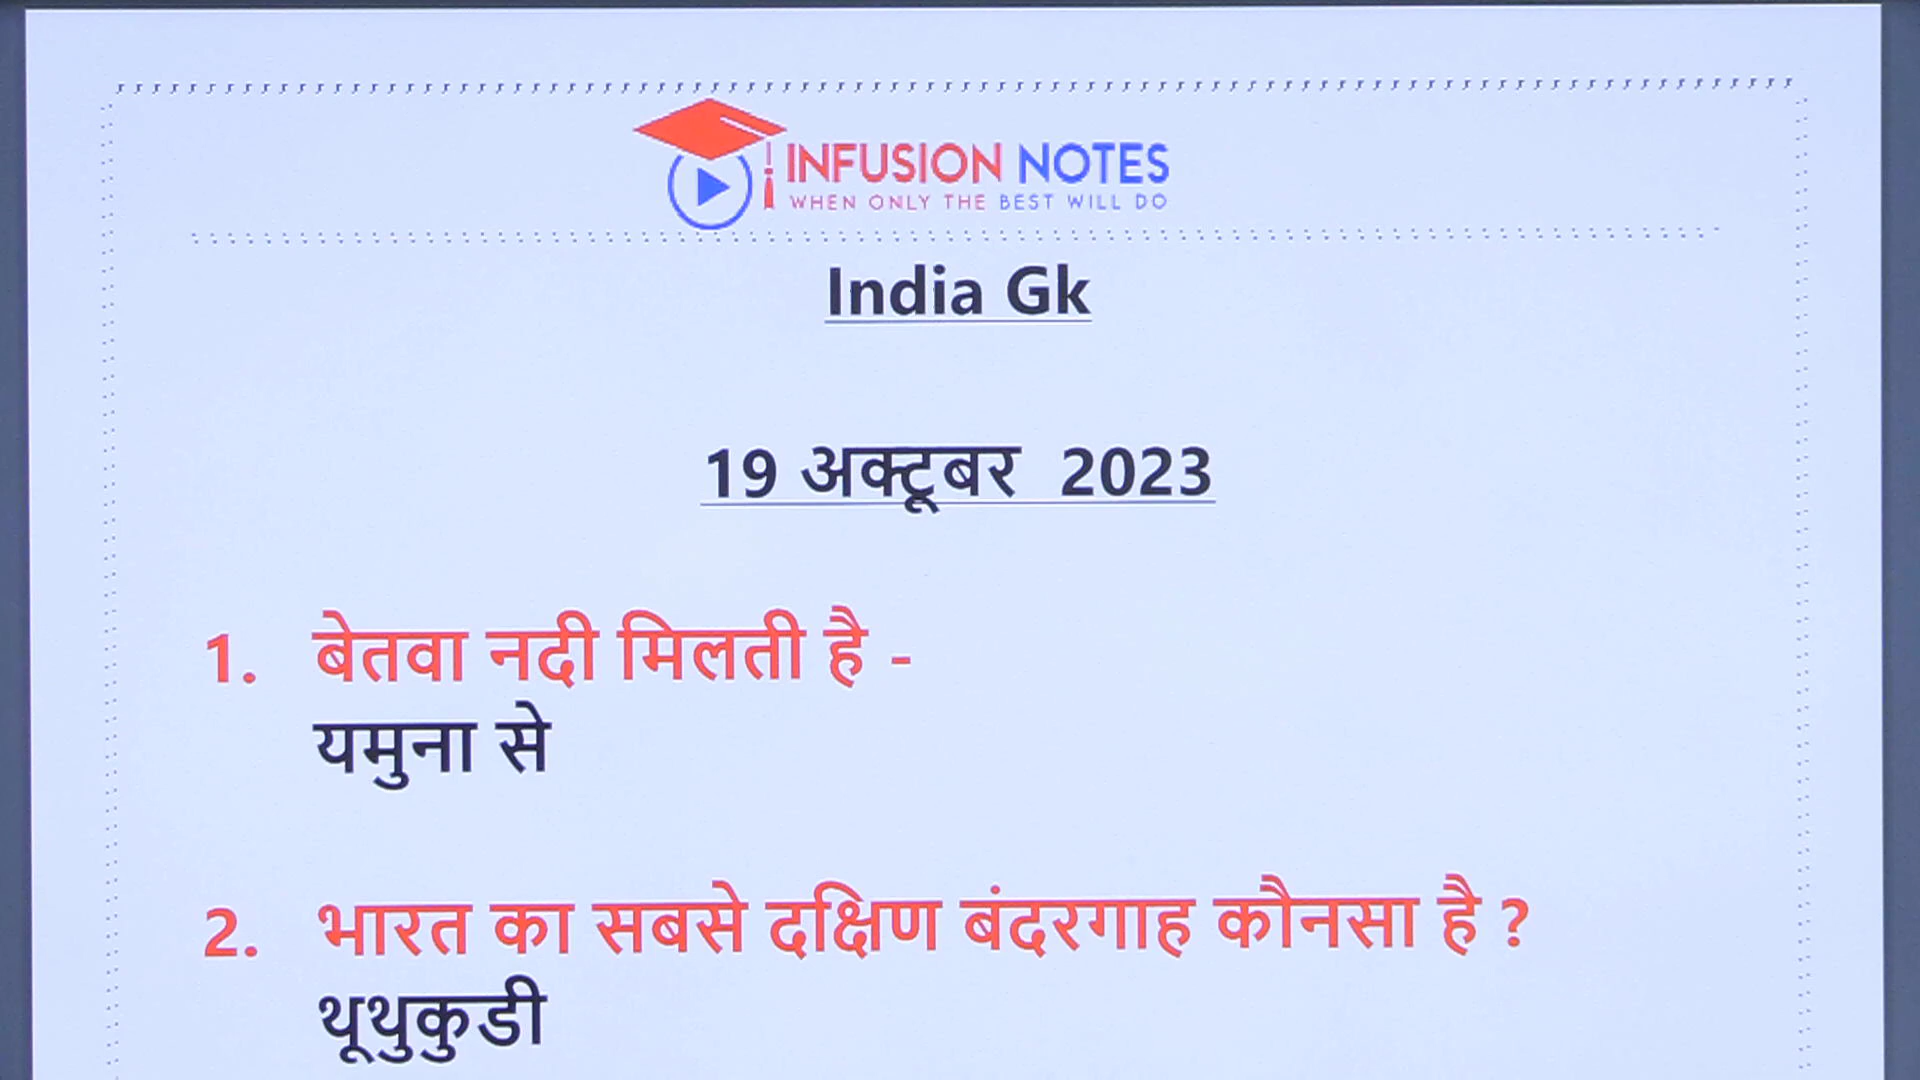 INFUSION NOTES
WHEN ONLY THE BEST WILL DO
India Gk
19 अक्टूबर 2023
1. बेतवा नदी मिलती है -
यमुना से
2. भारत का सबसे दक्षिण बंदरगाह कौनसा है ?
थूथुकुडी